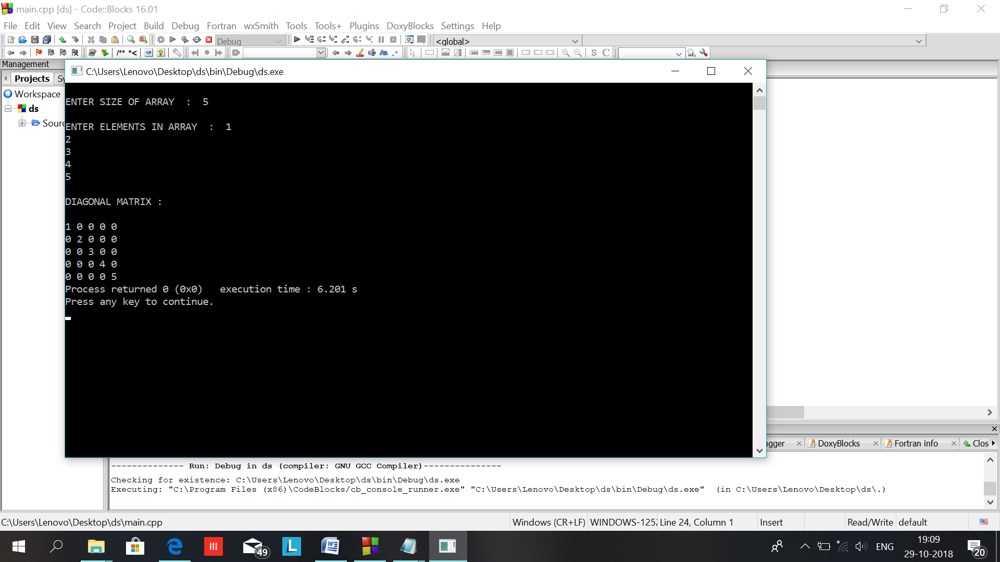 main.cpp [ds] - Code::Blocks 16.01
File Edit View Search Project Build Debug Fortran wxSmith Tools Tools+ Plugins DoxyBlocks Settings Help
Debug
<global>
/** *<
S C
Management
Projects
Workspace
ds
C:\Users\Lenovo\Desktop\ds\bin\Debug\ds.exe
ENTER SIZE OF ARRAY  :  5
ENTER ELEMENTS IN ARRAY  :  1
2
3
4
5
DIAGONAL MATRIX :
1 0 0 0 0
0 2 0 0 0
0 0 3 0 0
0 0 0 4 0
0 0 0 0 5
Process returned 0 (0x0)   execution time : 6.201 s
Press any key to continue.
DoxyBlocks
Fortran info
Clos
-------------- Run: Debug in ds (compiler: GNU GCC Compiler)---------------
Checking for existence: C:\Users\Lenovo\Desktop\ds\bin\Debug\ds.exe
Executing: "C:\Program Files (x86)\CodeBlocks/cb_console_runner.exe" "C:\Users\Lenovo\Desktop\ds\bin\Debug\ds.exe"  (in C:\Users\Lenovo\Desktop\ds\.)
C:\Users\Lenovo\Desktop\ds\main.cpp
Windows (CR+LF)
WINDOWS-1252
Line 24, Column 1
Insert
Read/Write
default
49
L
ENG
19:09
29-10-2018
20